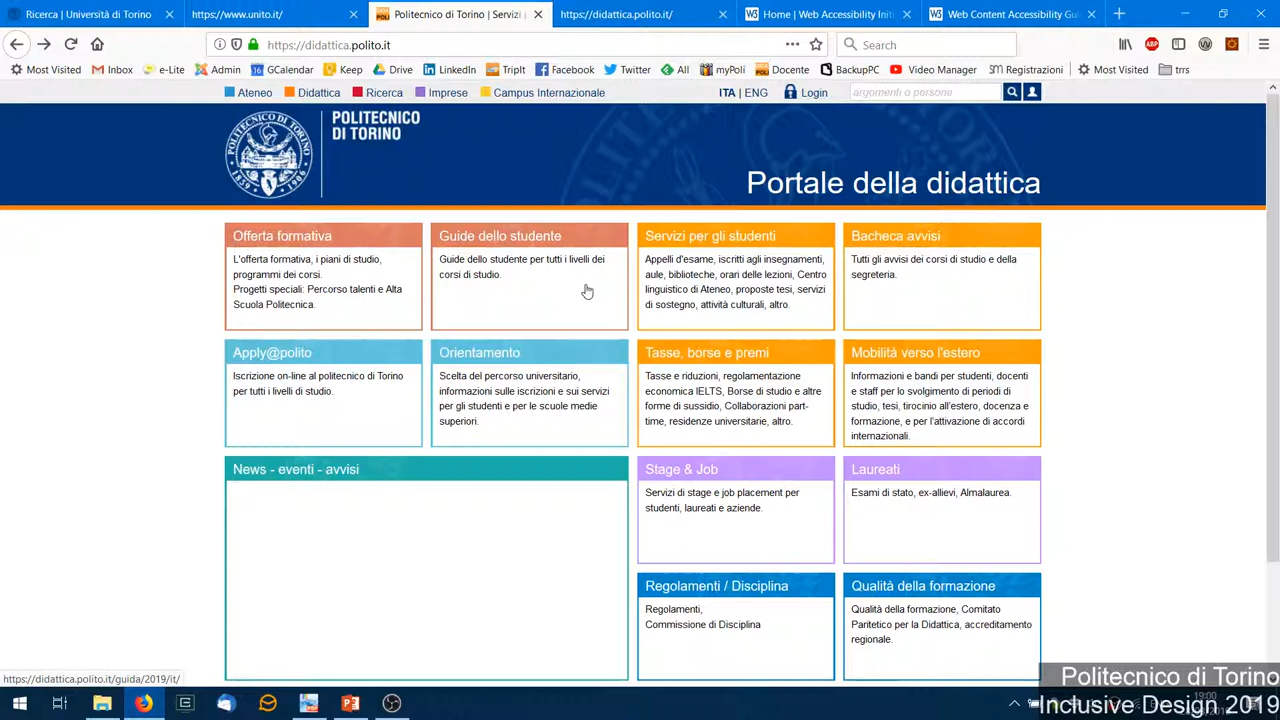 Ricerca | Università di Torino
https://www.unito.it/
Politecnico di Torino | Servizi
https://didattica.polito.it/
Home | Web Accessibility Init
Web Content Accessibility Gui
https://didattica.polito.it
Search
Most Visited
Inbox
e-Lite
Admin
GCalendar
Keep
Drive
LinkedIn
TripIt
Facebook
Twitter
All
myPoli
Docente
BackupPC
Video Manager
Registrazioni
Most Visited
trrs
Ateneo
Didattica
Ricerca
Imprese
Campus Internazionale
ITA | ENG
Login
argomenti o persone
POLITECNICO
DI TORINO
Portale della didattica
Offerta formativa
L'offerta formativa, i piani di studio,
programmi dei corsi.
Progetti speciali: Percorso talenti e Alta
Scuola Politecnica.
Guide dello studente
Guide dello studente per tutti i livelli dei
corsi di studio.
Servizi per gli studenti
Appelli d'esame, iscritti agli insegnamenti,
aule, biblioteche, orari delle lezioni, Centro
linguistico di Ateneo, proposte tesi, servizi
di sostegno, attività culturali, altro.
Bacheca avvisi
Tutti gli avvisi dei corsi di studio e della
segreteria.
Apply@polito
Iscrizione on-line al politecnico di Torino
per tutti i livelli di studio.
Orientamento
Scelta del percorso universitario,
informazioni sulle iscrizioni e sui servizi
per gli studenti e per le scuole medie
superiori.
Tasse, borse e premi
Tasse e riduzioni, regolamentazione
economica IELTS, Borse di studio e altre
forme di sussidio, Collaborazioni part-
time, residenze universitarie, altro.
Mobilità verso l'estero
Informazioni e bandi per studenti, docenti
e staff per lo svolgimento di periodi di
studio, tesi, tirocinio all'estero, docenza e
formazione, e per l'attivazione di accordi
internazionali.
News - eventi - avvisi
Stage & Job
Servizi di stage e job placement per
studenti, laureati e aziende.
Laureati
Esami di stato, ex-allievi, Almalaurea.
Regolamenti / Disciplina
Regolamenti,
Commissione di Disciplina
Qualità della formazione
Qualità della formazione, Comitato
Paritetico per la Didattica, accreditamento
regionale.
https://didattica.polito.it/guida/2019/it/
Politecnico di Torino
19:00
Inclusive Design 2019